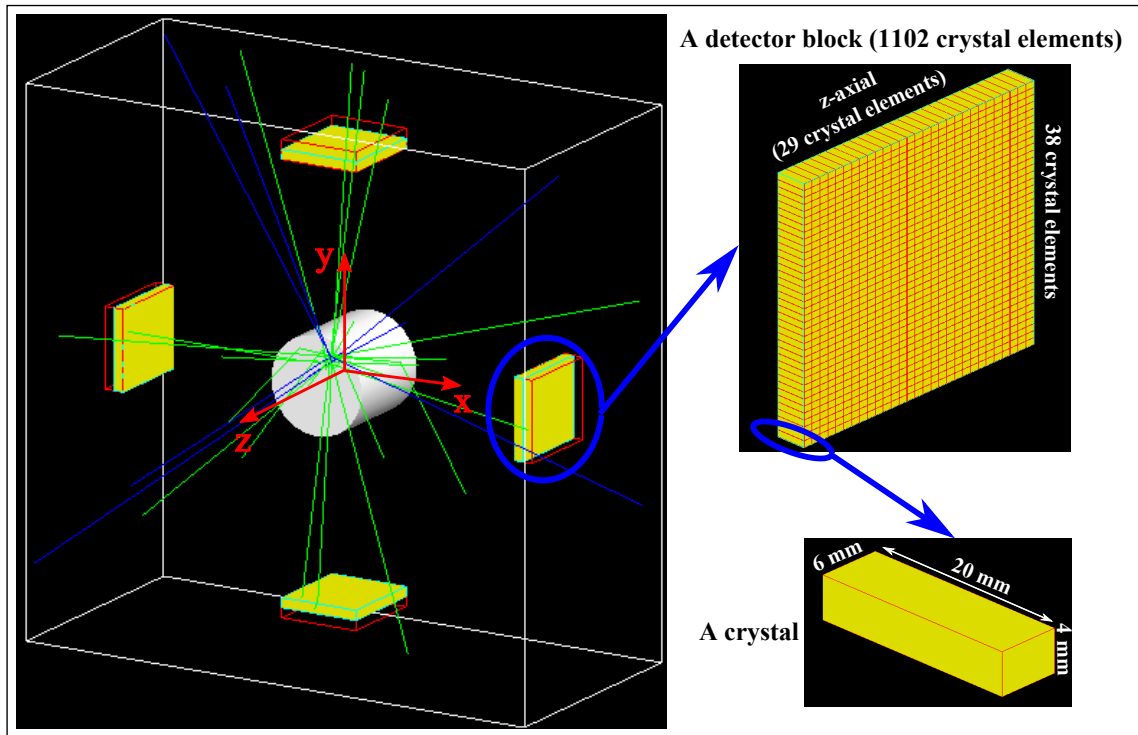 A detector block (1102 crystal elements)
z-axial
(29 crystal elements)
38 crystal elements
y
x
z
6 mm
20 mm
4 mm
A crystal